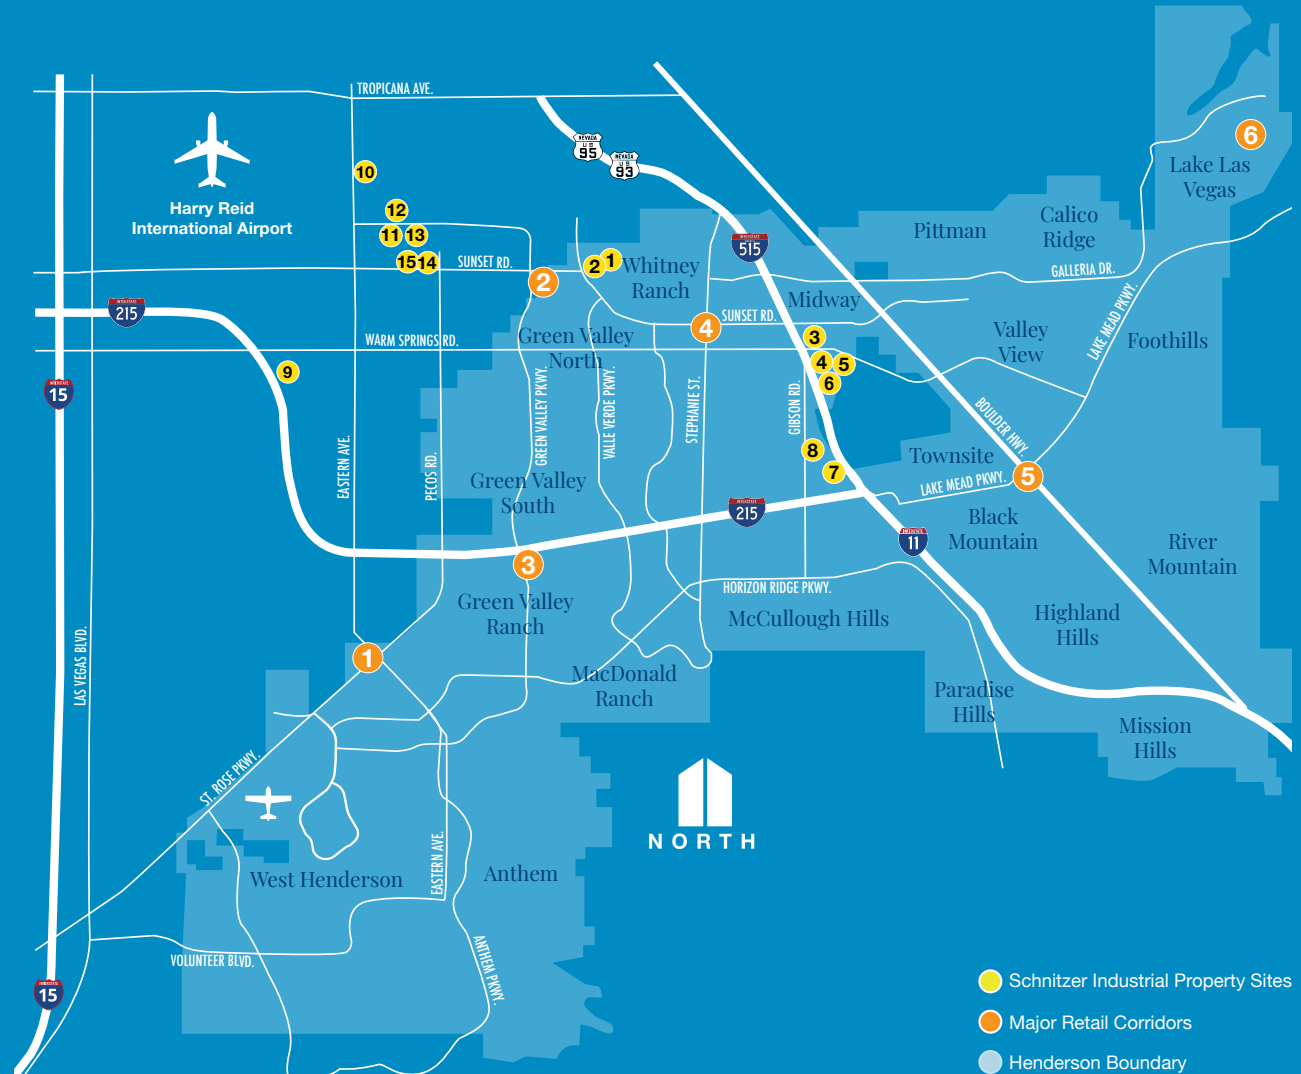 TROPICANA AVE.
NEVADA
U S
95
NEVADA
U S
93
6
Lake Las
Vegas
10
Harry Reid
International Airport
12
11
13
15
14
SUNSET RD.
2
2
1
Whitney
Ranch
INTERSTATE
515
Pittman
Calico
Ridge
GALLERIA DR.
INTERSTATE
215
Midway
4
SUNSET RD.
LAKE MEAD PKWY.
WARM SPRINGS RD.
Green Valley
North
3
4
5
6
Valley
View
Foothills
9
INTERSTATE
15
EASTERN AVE.
PECOS RD.
GREEN VALLEY PKWY.
VALLE VERDE PKWY.
STEPHANIE ST.
GIBSON RD.
BOULDER HWY.
8
7
Townsite
LAKE MEAD PKWY.
5
Green Valley
South
INTERSTATE
215
INTERSTATE
11
Black
Mountain
River
Mountain
3
Green Valley
Ranch
HORIZON RIDGE PKWY.
McCullough Hills
Highland
Hills
LAS VEGAS BLVD.
1
MacDonald
Ranch
Paradise
Hills
Mission
Hills
ST. ROSE PKWY.
NORTH
West Henderson
EASTERN AVE.
Anthem
VOLUNTEER BLVD.
ANTHEM PKWY.
INTERSTATE
15
Schnitzer Industrial Property Sites
Major Retail Corridors
Henderson Boundary